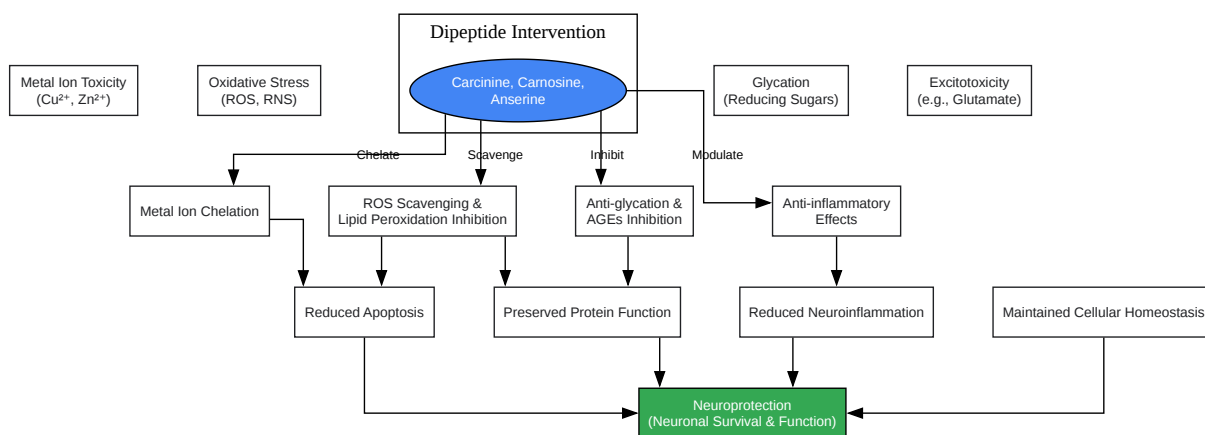 Dipeptide Intervention
Metal Ion Toxicity
(Cu²⁺, Zn²⁺)
Oxidative Stress
(ROS, RNS)
Carcinine, Carnosine,
Anserine
Glycation
(Reducing Sugars)
Excitotoxicity
(e.g., Glutamate)
Chelate
Scavenge
Inhibit
Modulate
Metal Ion Chelation
ROS Scavenging &
Lipid Peroxidation Inhibition
Anti-glycation &
AGEs Inhibition
Anti-inflammatory
Effects
Reduced Apoptosis
Preserved Protein Function
Reduced Neuroinflammation
Maintained Cellular Homeostasis
Neuroprotection
(Neuronal Survival & Function)